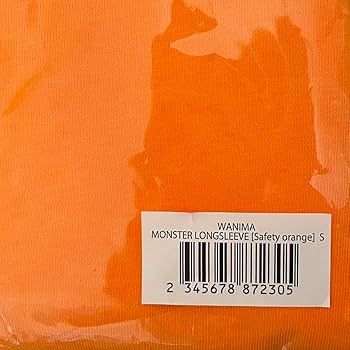 WANIMA
MONSTER LONGSLEEVE [Safety orange] S
2 345678 872305